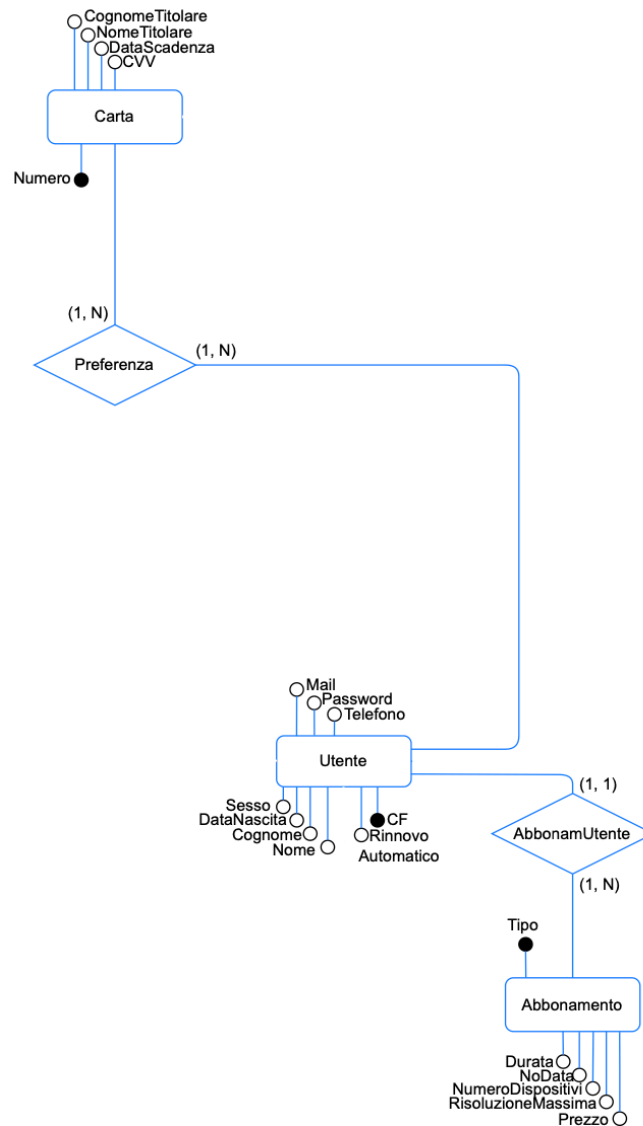 CognomeTitolare
NomeTitolare
DataScadenza
CVV
Carta
Numero
(1, N)
(1, N)
Preferenza
Mail
Password
Telefono
Utente
Sesso
DataNascita
Cognome
Nome
CF
Rinnovo
Automatico
(1, 1)
AbbonamUtente
(1, N)
Tipo
Abbonamento
Durata
NoData
NumeroDispositivi
RisoluzioneMassima
Prezzo